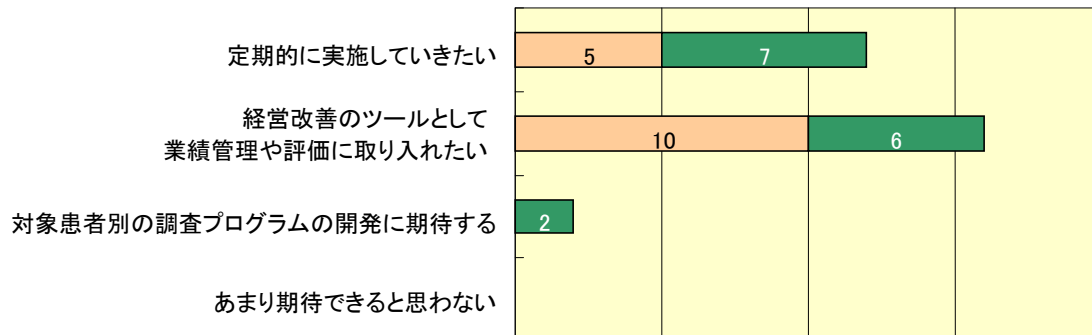 定期的に実施していきたい
5
7
経営改善のツールとして
業績管理や評価に取り入れたい
10
6
対象患者別の調査プログラムの開発に期待する
2
あまり期待できると思わない